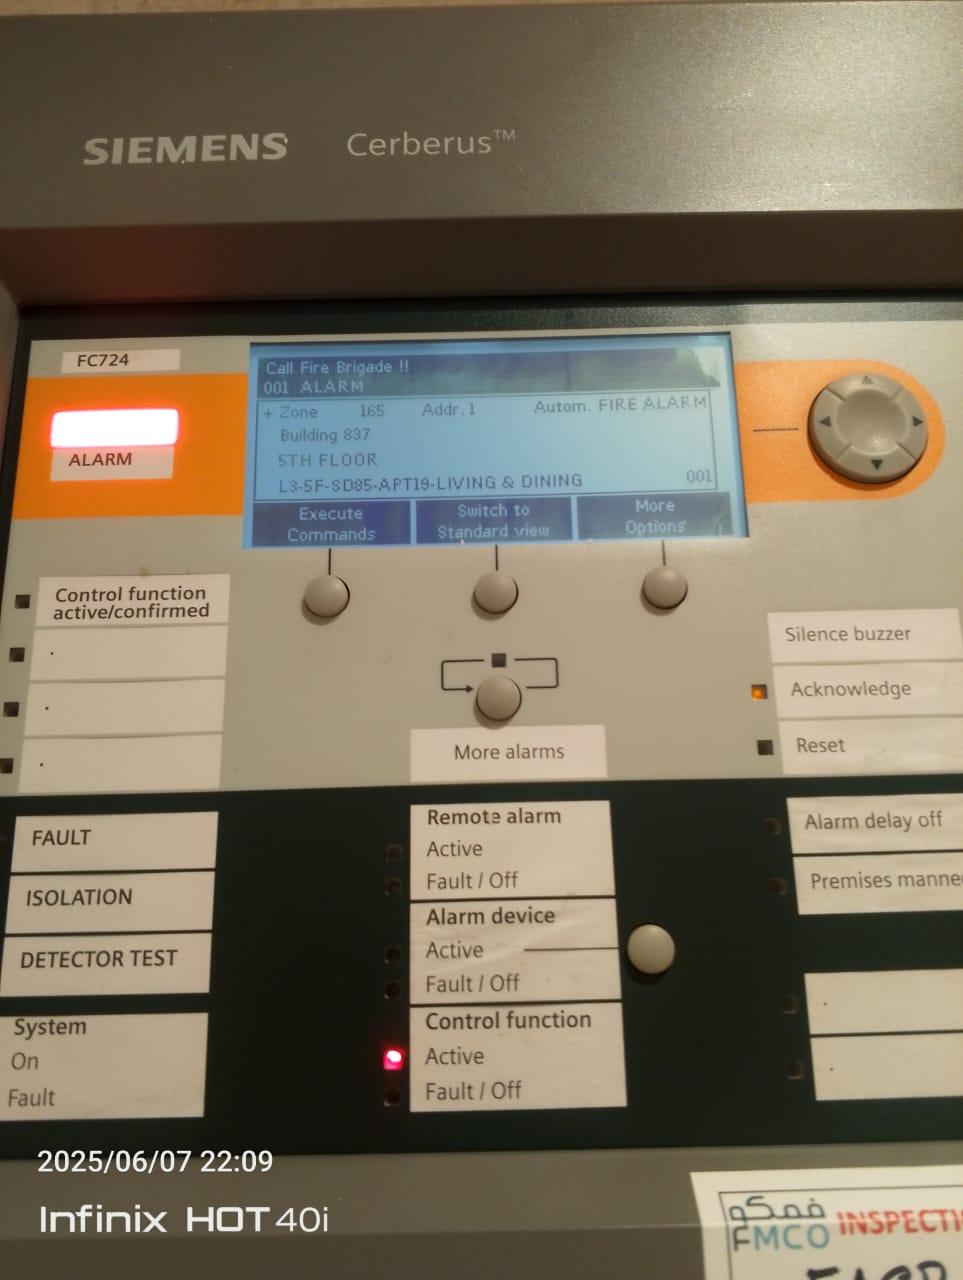 SIEMENS Cerberus™
FC724
ALARM
Call Fire Brigade !!
001 ALARM
+ Zone 165 Addr.1 Autom. FIRE ALARM
Building 837
5TH FLOOR
L3-5F-SD85-APT19-LIVING & DINING 001
Execute Commands
Switch to Standard view
More Options
Control function
active/confirmed
Silence buzzer
Acknowledge
Reset
More alarms
FAULT
ISOLATION
DETECTOR TEST
System
On
Fault
Remote alarm
Active
Fault / Off
Alarm device
Active
Fault / Off
Control function
Active
Fault / Off
Alarm delay off
Premises manne
2025/06/07 22:09
Infinix HOT 40i
فمكو
FMCO INSPECTI